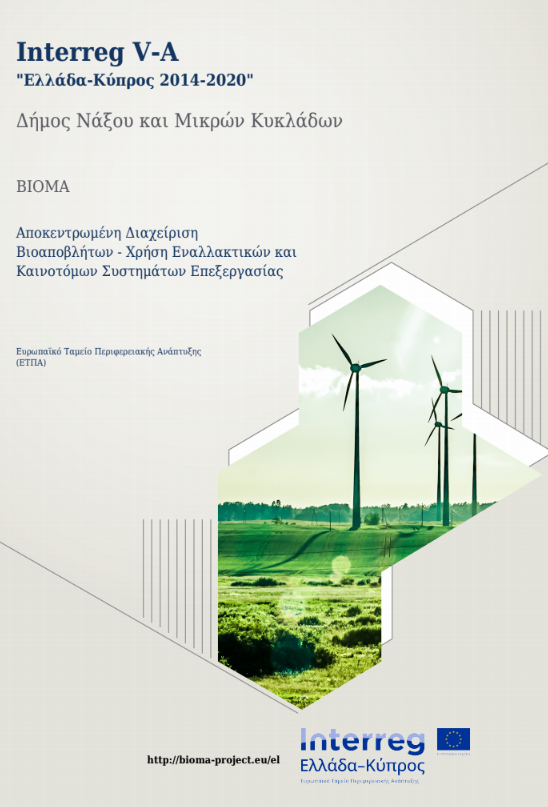 Interreg V-A
"Ελλάδα-Κύπρος 2014-2020"
Δήμος Νάξου και Μικρών Κυκλάδων
ΒΙΟΜΑ
Αποκεντρωμένη Διαχείριση
Βιοαποβλήτων - Χρήση Εναλλακτικών και
Καινοτόμων Συστημάτων Επεξεργασίας
Ευρωπαϊκό Ταμείο Περιφερειακής Ανάπτυξης
(ΕΤΠΑ)
http://bioma-project.eu/el
Interreg
Ελλάδα–Κύπρος
Ευρωπαϊκό Ταμείο Περιφερειακής Ανάπτυξης